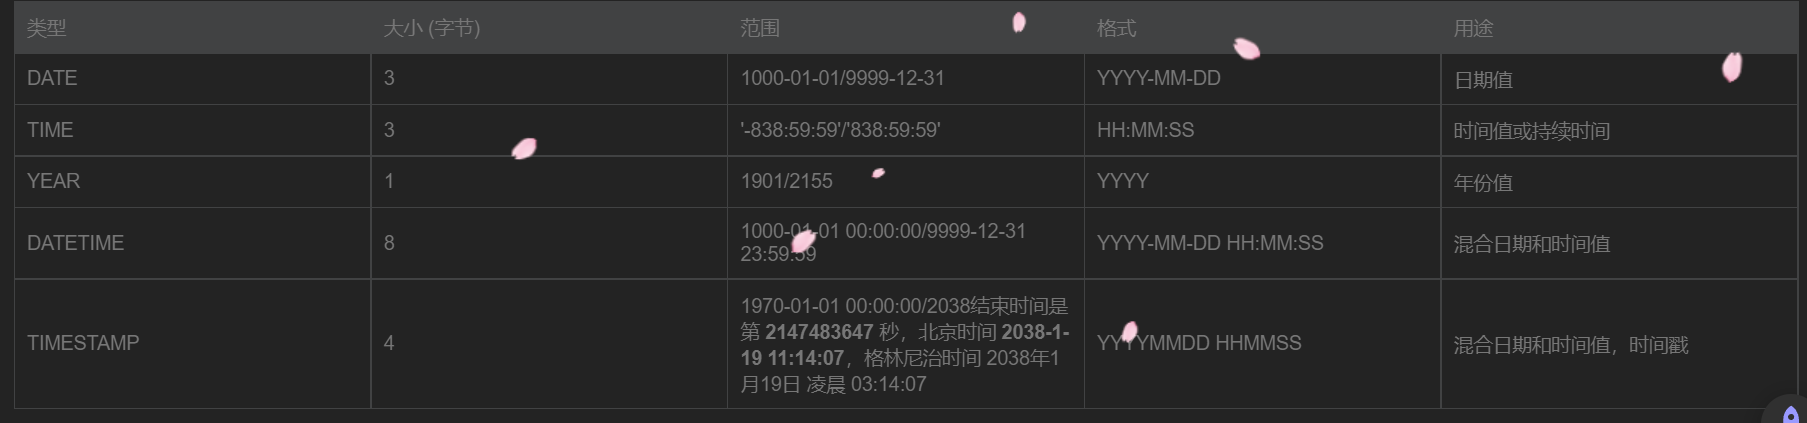 类型 大小 (字节) 范围 格式 用途
DATE 3 1000-01-01/9999-12-31 YYYY-MM-DD 日期值
TIME 3 '-838:59:59'/'838:59:59' HH:MM:SS 时间值或持续时间
YEAR 1 1901/2155 YYYY 年份值
DATETIME 8 1000-01-01 00:00:00/9999-12-31
23:59:59 YYYY-MM-DD HH:MM:SS 混合日期和时间值
TIMESTAMP 4 1970-01-01 00:00:00/2038结束时间是
第 2147483647 秒，北京时间 2038-1-
19 11:14:07，格林尼治时间 2038年1
月19日 凌晨 03:14:07 YYYYMMDD HHMMSS 混合日期和时间值，时间戳